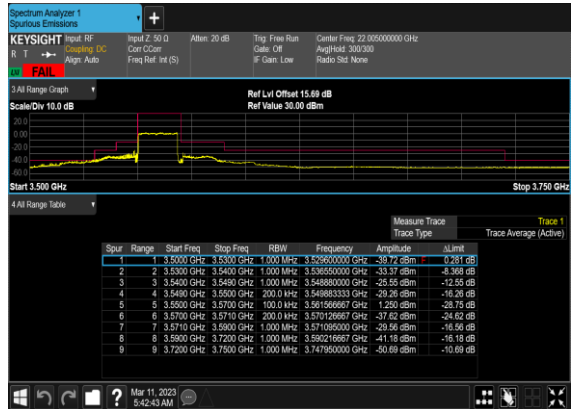 Spectrum Analyzer 1
Spurious Emissions
KEYSIGHT Input: RF Input Z: 50 Ω Atten: 20 dB Trig: Free Run Center Freq: 22.005000000 GHz
R T Coupling: DC Corr CCorr Gate: Off Avg|Hold: 300/300
Align: Auto Freq Ref: Int (S) IF Gain: Low Radio Std: None
LV FAIL
3 All Range Graph
Ref Lvl Offset 15.69 dB
Scale/Div 10.0 dB Ref Value 30.00 dBm
20.0
0.00
-20.0
-40.0
-60.0
Start 3.500 GHz Stop 3.750 GHz
4 All Range Table
Measure Trace Trace 1
Trace Type Trace Average (Active)
Spur Range Start Freq Stop Freq RBW Frequency Amplitude ΔLimit
1 1 3.5000 GHz 3.5300 GHz 1.000 MHz 3.529600000 GHz -39.72 dBm F 0.281 dB
2 2 3.5300 GHz 3.5400 GHz 1.000 MHz 3.536550000 GHz -33.37 dBm -8.368 dB
3 3 3.5400 GHz 3.5490 GHz 1.000 MHz 3.548880000 GHz -25.55 dBm -12.55 dB
4 4 3.5490 GHz 3.5500 GHz 200.0 kHz 3.549883333 GHz -29.26 dBm -16.26 dB
5 5 3.5500 GHz 3.5700 GHz 100.0 kHz 3.561566667 GHz 1.250 dBm -28.75 dB
6 6 3.5700 GHz 3.5710 GHz 200.0 kHz 3.570126667 GHz -37.62 dBm -24.62 dB
7 7 3.5710 GHz 3.5900 GHz 1.000 MHz 3.571095000 GHz -29.56 dBm -16.56 dB
8 8 3.5900 GHz 3.7200 GHz 1.000 MHz 3.590216667 GHz -41.18 dBm -16.18 dB
9 9 3.7200 GHz 3.7500 GHz 1.000 MHz 3.747950000 GHz -50.69 dBm -10.69 dB
Mar 11, 2023
5:42:43 AM